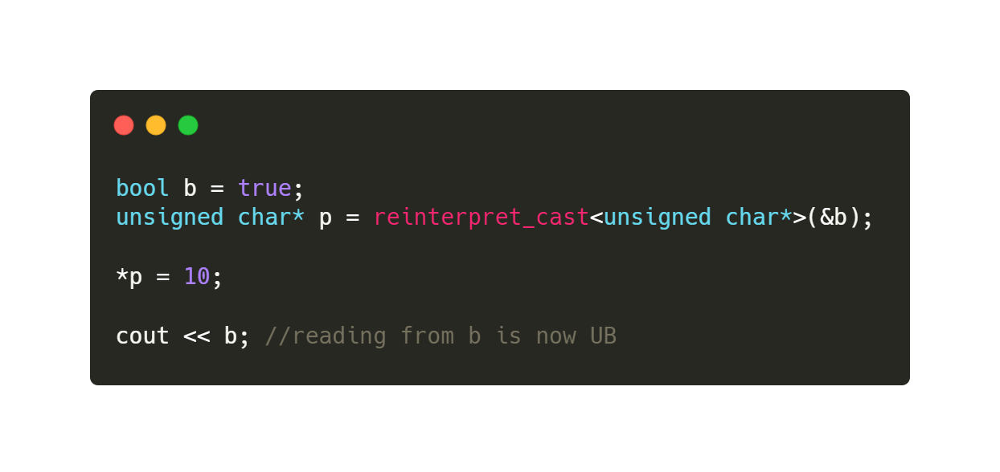 bool b = true;
unsigned char* p = reinterpret_cast<unsigned char*>(&b);
*p = 10;
cout << b; //reading from b is now UB